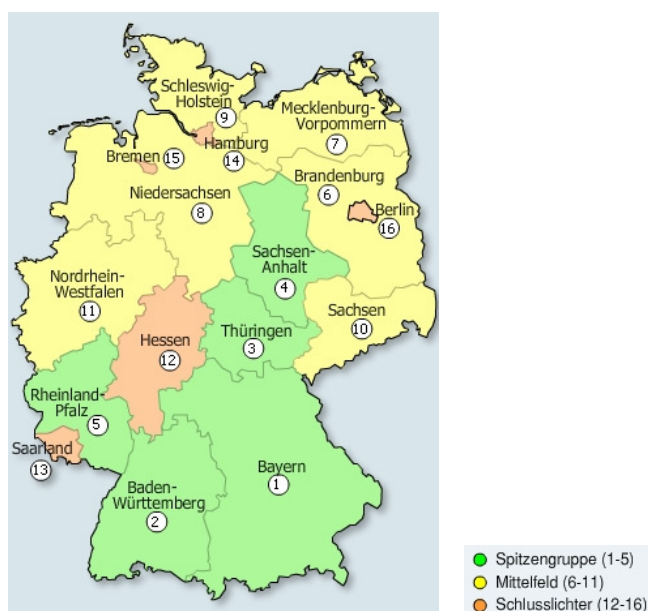 Schleswig-
Holstein
9
Mecklenburg-
Vorpommern
7
Hamburg
14
Bremen 15
Brandenburg
6
Niedersachsen
8
Berlin
16
Sachsen-
Anhalt
4
Nordrhein-
Westfalen
11
Sachsen
10
Hessen
12
Thüringen
3
Rheinland-
Pfalz
5
Saarland
13
Bayern
1
Baden-
Württemberg
2
Spitzengruppe (1-5)
Mittelfeld (6-11)
Schlusslichter (12-16)